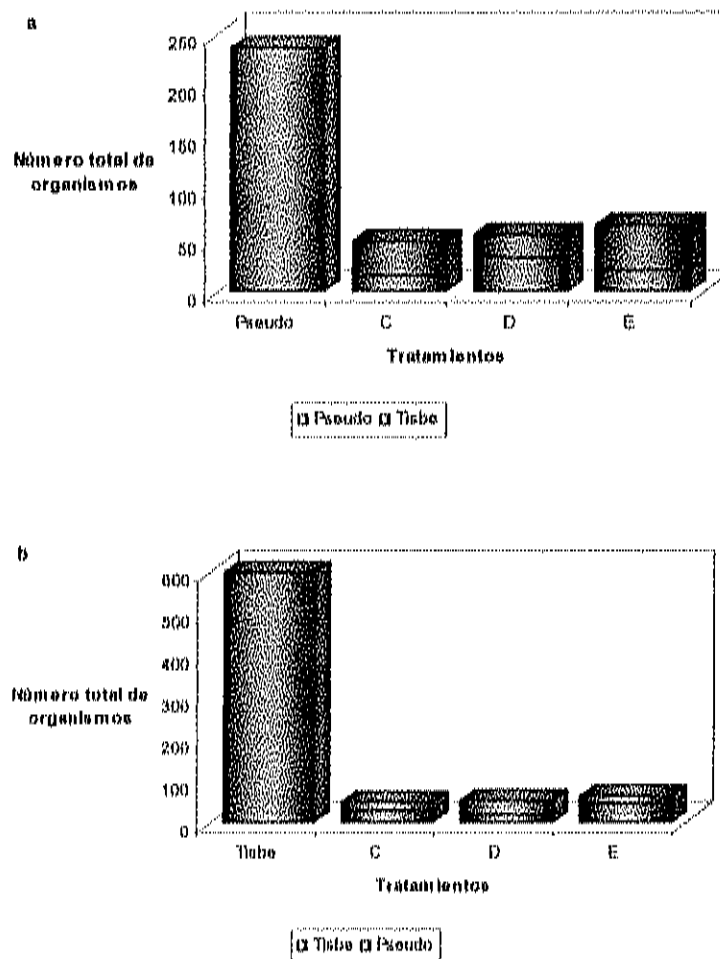 a
250
200
150
100
50
0
Número total de
organismos
Pseudo C D E
Tratamientos
Pseudo Tisbe
b
600
500
400
300
200
100
0
Número total de
organismos
Tisbe C D E
Tratamientos
Tisbe Pseudo